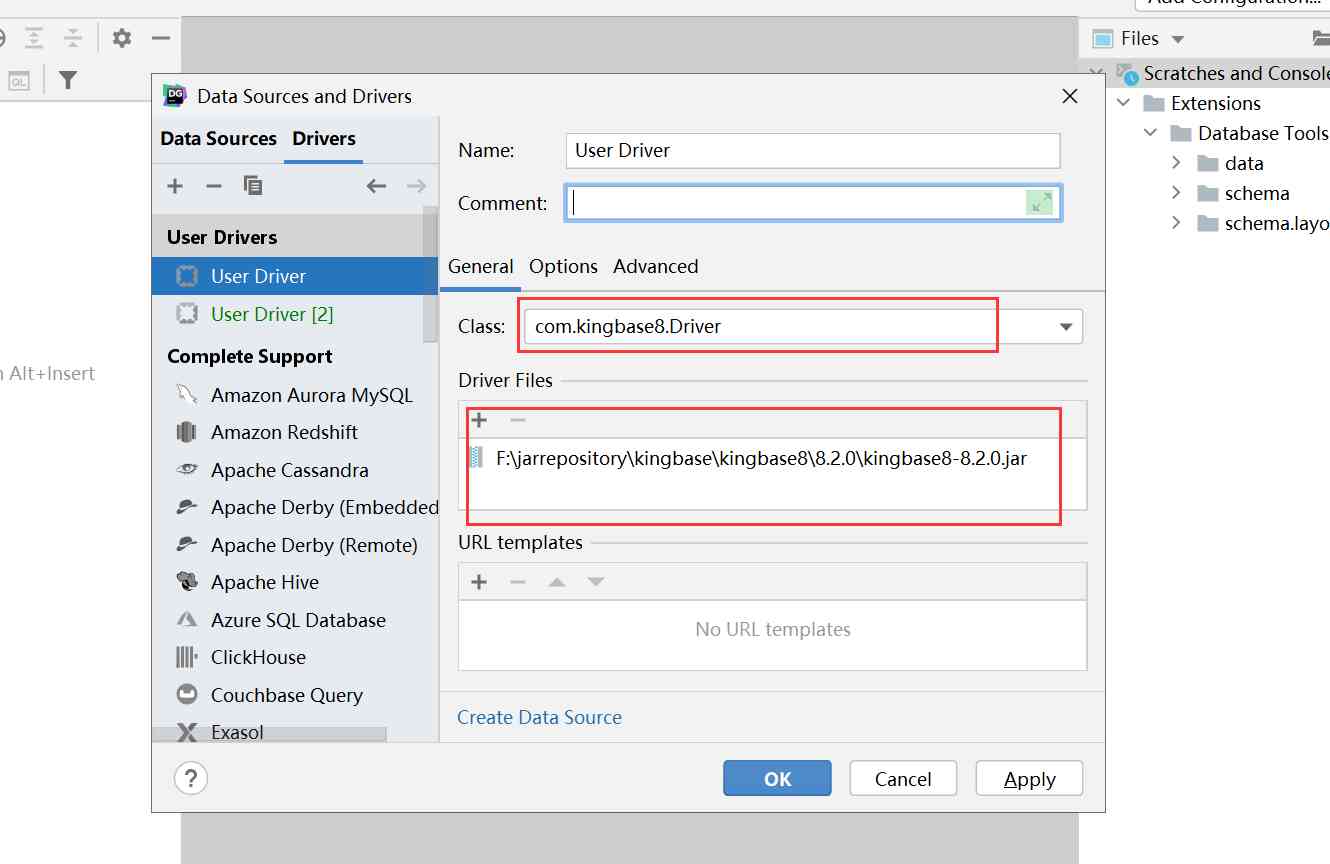 Add Configuration...
Files
QL
DG
Data Sources and Drivers
Scratches and Console
Extensions
Database Tools
data
schema
schema.layo
Data Sources
Drivers
Name:
User Driver
Comment:
User Drivers
User Driver
User Driver [2]
General
Options
Advanced
Class:
com.kingbase8.Driver
Complete Support
n Alt+Insert
Driver Files
Amazon Aurora MySQL
Amazon Redshift
Apache Cassandra
Apache Derby (Embedded
Apache Derby (Remote)
Apache Hive
Azure SQL Database
ClickHouse
Couchbase Query
Exasol
F:\jarrepository\kingbase\kingbase8\8.2.0\kingbase8-8.2.0.jar
URL templates
No URL templates
Create Data Source
?
OK
Cancel
Apply